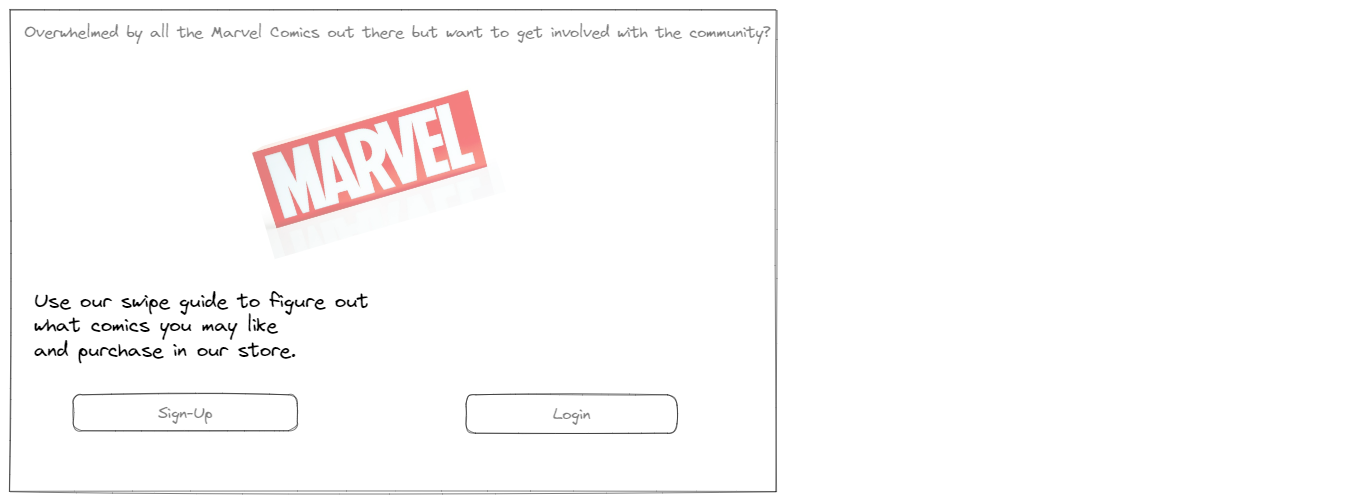 Overwhelmed by all the Marvel Comics out there but want to get involved with the community?
MARVEL
Use our swipe guide to figure out
what comics you may like
and purchase in our store.
Sign-Up
Login